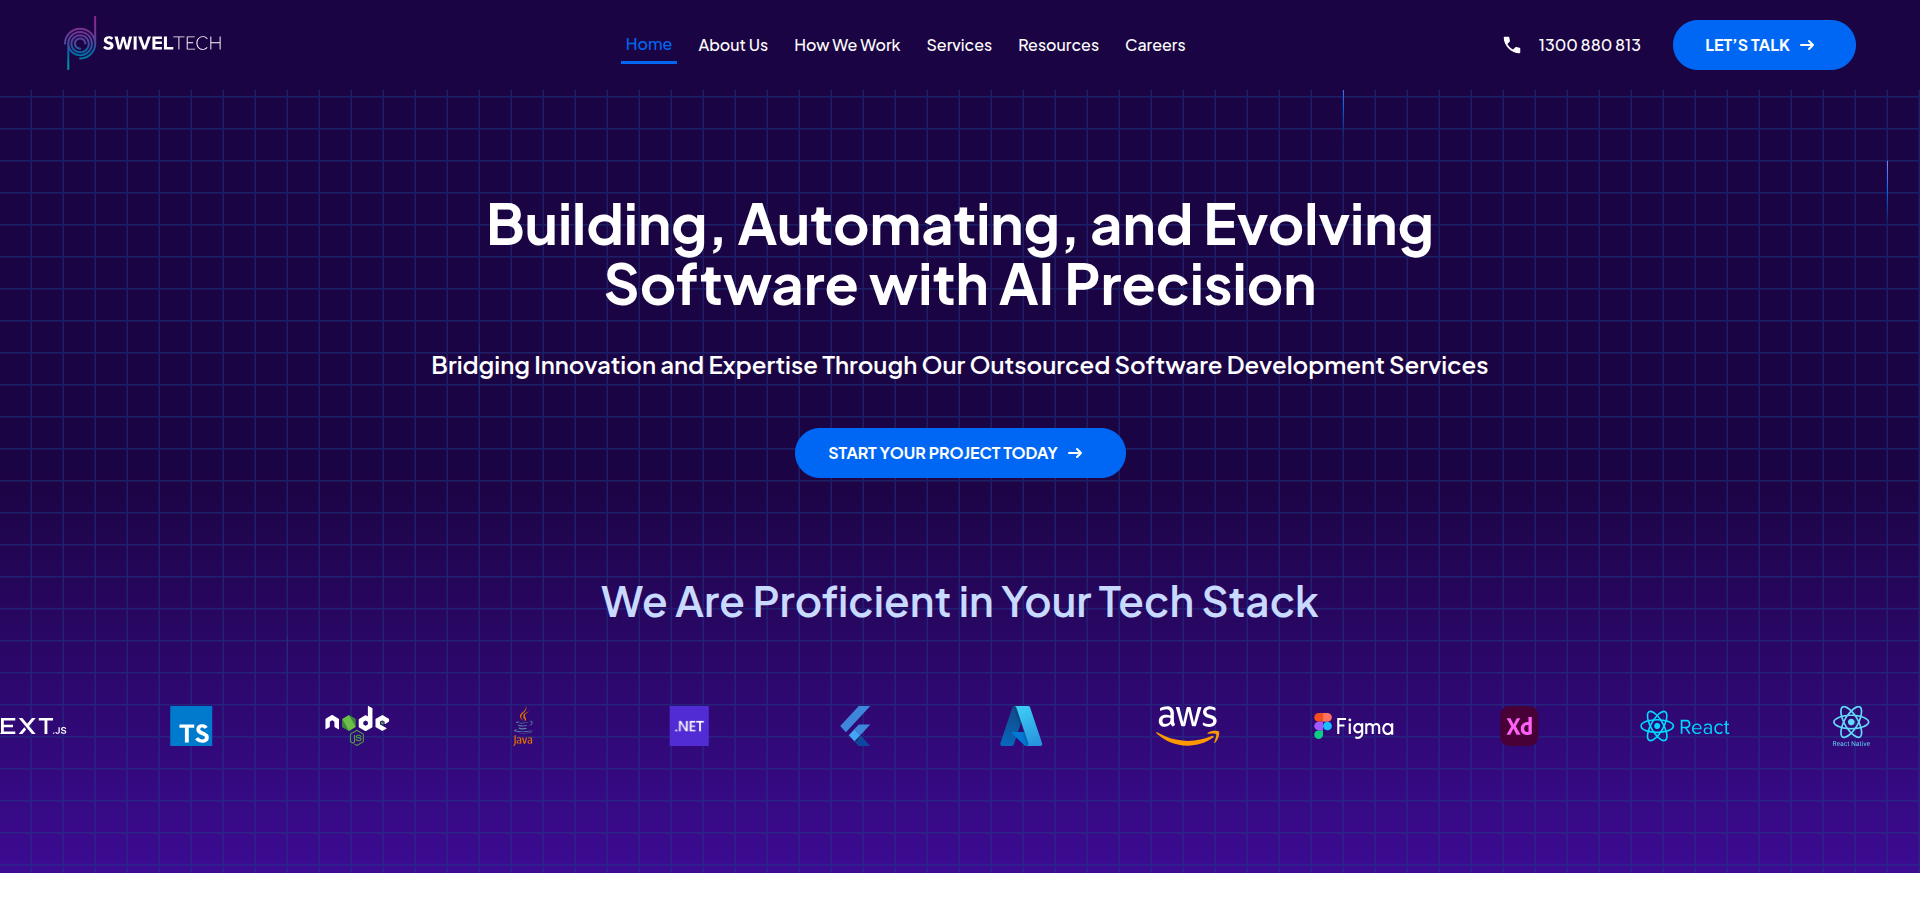 SWIVELTECH
Home
About Us
How We Work
Services
Resources
Careers
1300 880 813
LET'S TALK
Building, Automating, and Evolving
Software with AI Precision
Bridging Innovation and Expertise Through Our Outsourced Software Development Services
START YOUR PROJECT TODAY
We Are Proficient in Your Tech Stack
EXT.JS
TS
node
JS
Java
.NET
aws
Figma
Xd
React
React Native